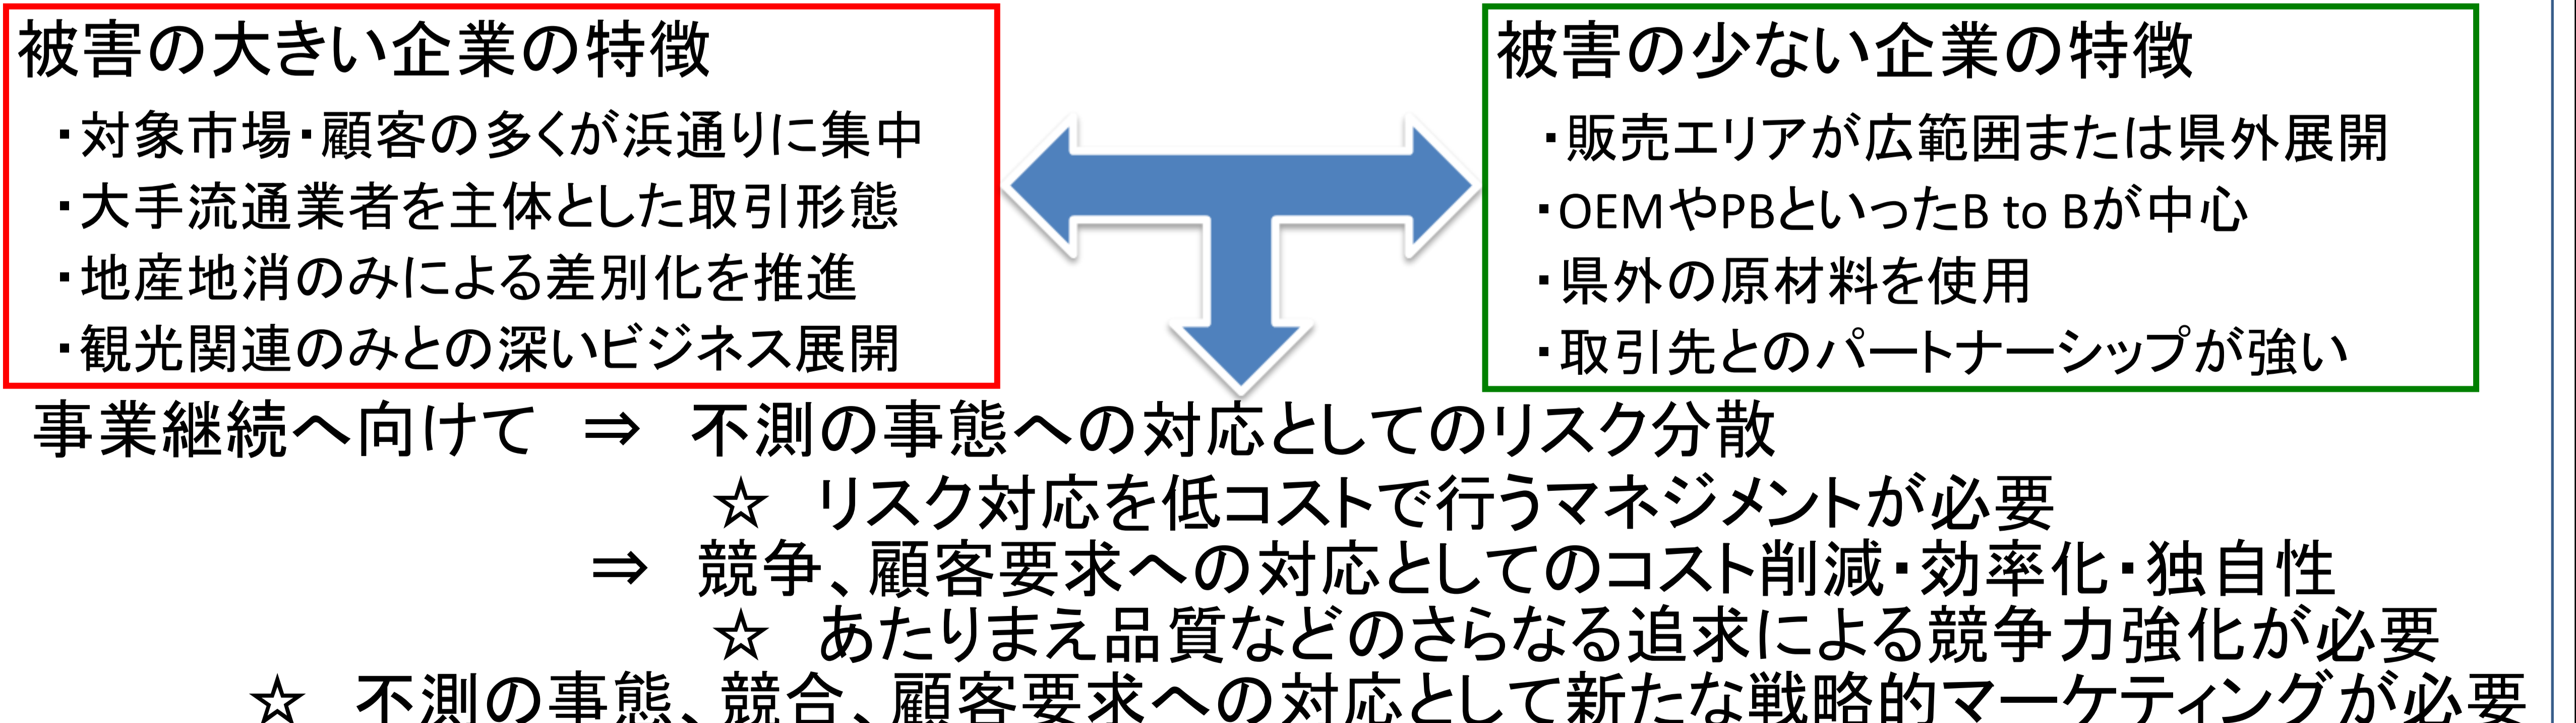 被害の大きい企業の特徴
・対象市場・顧客の多くが浜通りに集中
・大手流通業者を主体とした取引形態
・地産地消のみによる差別化を推進
・観光関連のみとの深いビジネス展開
被害の少ない企業の特徴
・販売エリアが広範囲または県外展開
・OEMやPBといったB to Bが中心
・県外の原材料を使用
・取引先とのパートナーシップが強い
事業継続へ向けて ⇒ 不測の事態への対応としてのリスク分散
☆ リスク対応を低コストで行うマネジメントが必要
⇒ 競争、顧客要求への対応としてのコスト削減・効率化・独自性
☆ あたりまえ品質などのさらなる追求による競争力強化が必要
☆ 不測の事態、競合、顧客要求への対応として新たな戦略的マーケティングが必要